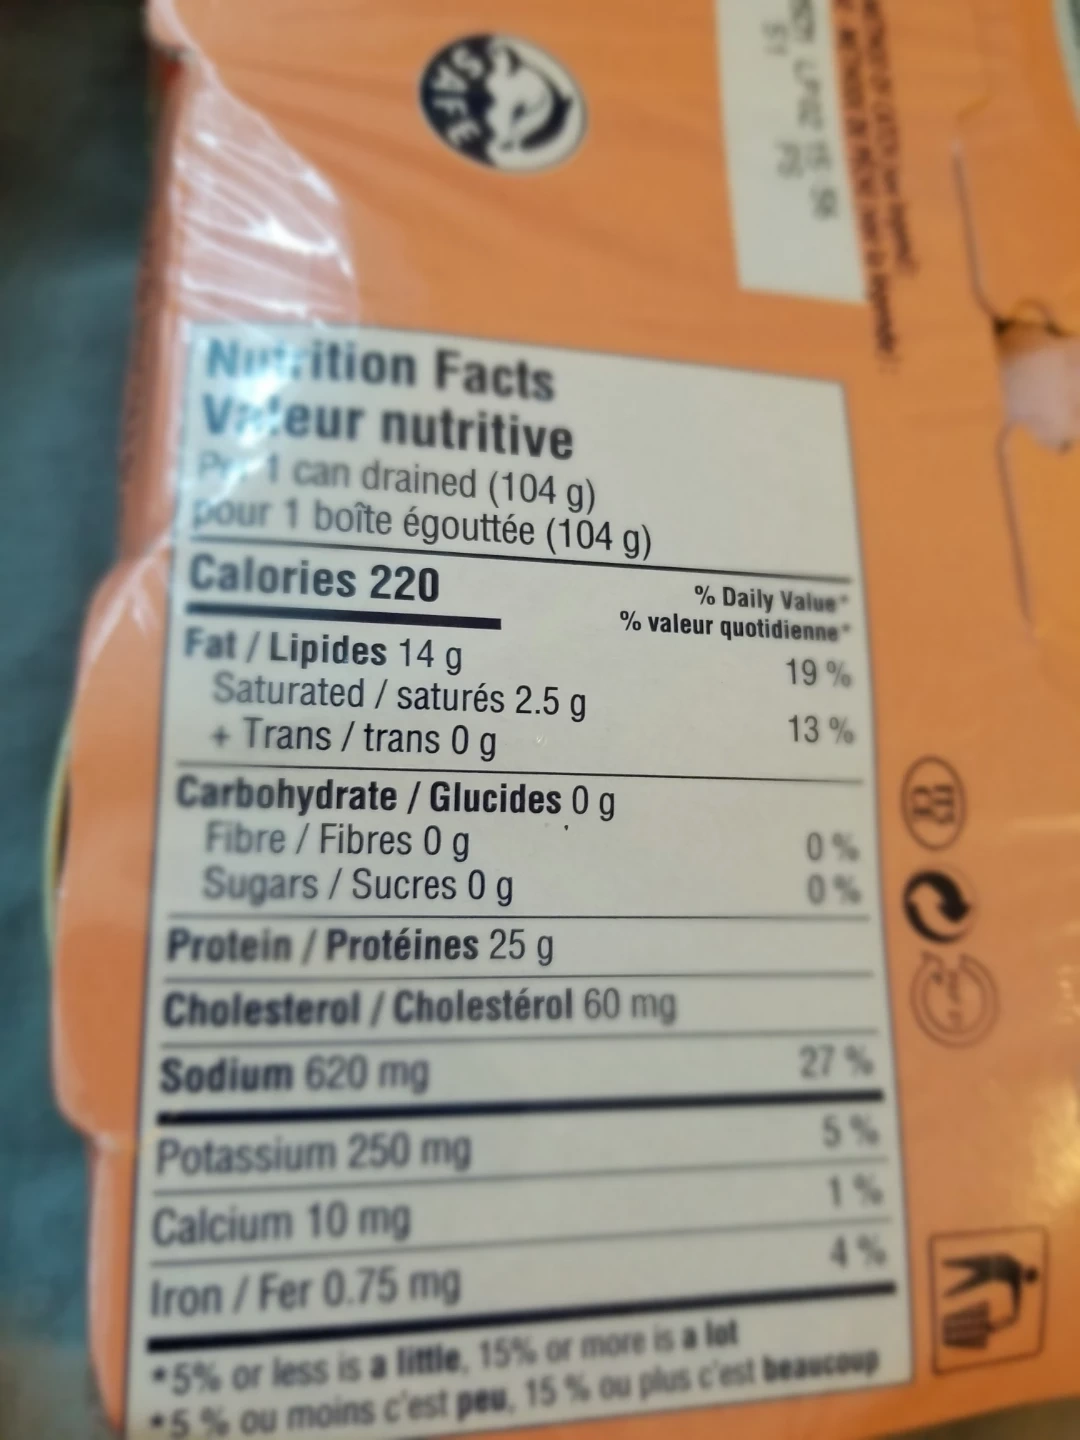 SAFE
Nutrition Facts
Valeur nutritive
Per 1 can drained (104 g)
pour 1 boîte égouttée (104 g)
Calories 220
% Daily Value*
% valeur quotidienne*
Fat / Lipides 14 g 19 %
Saturated / saturés 2.5 g
+ Trans / trans 0 g 13 %
Carbohydrate / Glucides 0 g
Fibre / Fibres 0 g 0 %
Sugars / Sucres 0 g 0 %
Protein / Protéines 25 g
Cholesterol / Cholestérol 60 mg
Sodium 620 mg 27 %
Potassium 250 mg 5 %
Calcium 10 mg 1 %
Iron / Fer 0.75 mg 4 %
*5% or less is a little, 15% or more is a lot
*5 % ou moins c'est peu, 15 % ou plus c'est beaucoup